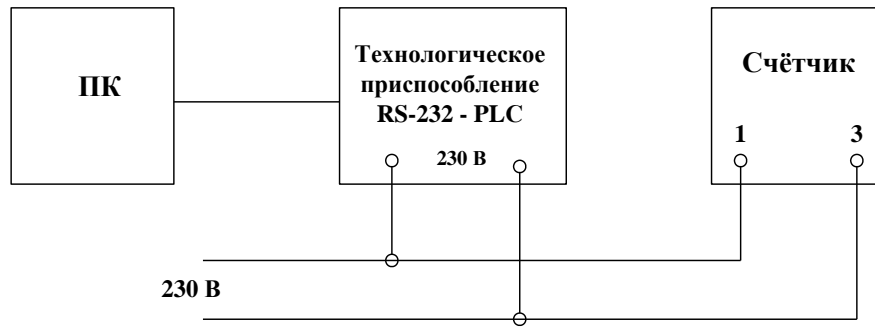 ПК
Технологическое
приспособление
RS-232 - PLC
230 В
Счётчик
1 3
230 В